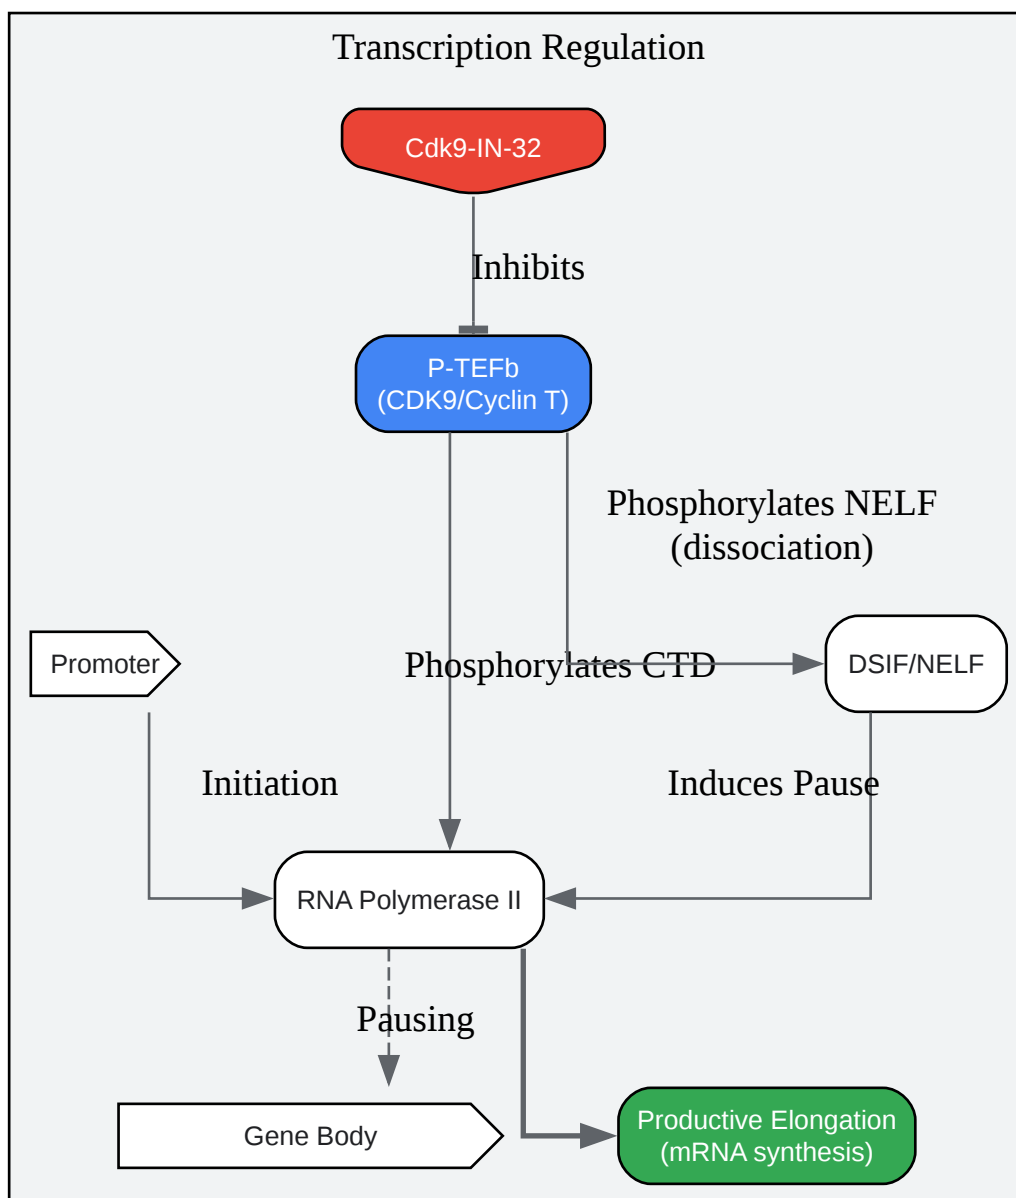 Transcription Regulation
Cdk9-IN-32
Inhibits
P-TEFb
(CDK9/Cyclin T)
Phosphorylates NELF
(dissociation)
Promoter
Phosphorylates CTD
DSIF/NELF
Initiation
Induces Pause
RNA Polymerase II
Pausing
Gene Body
Productive Elongation
(mRNA synthesis)